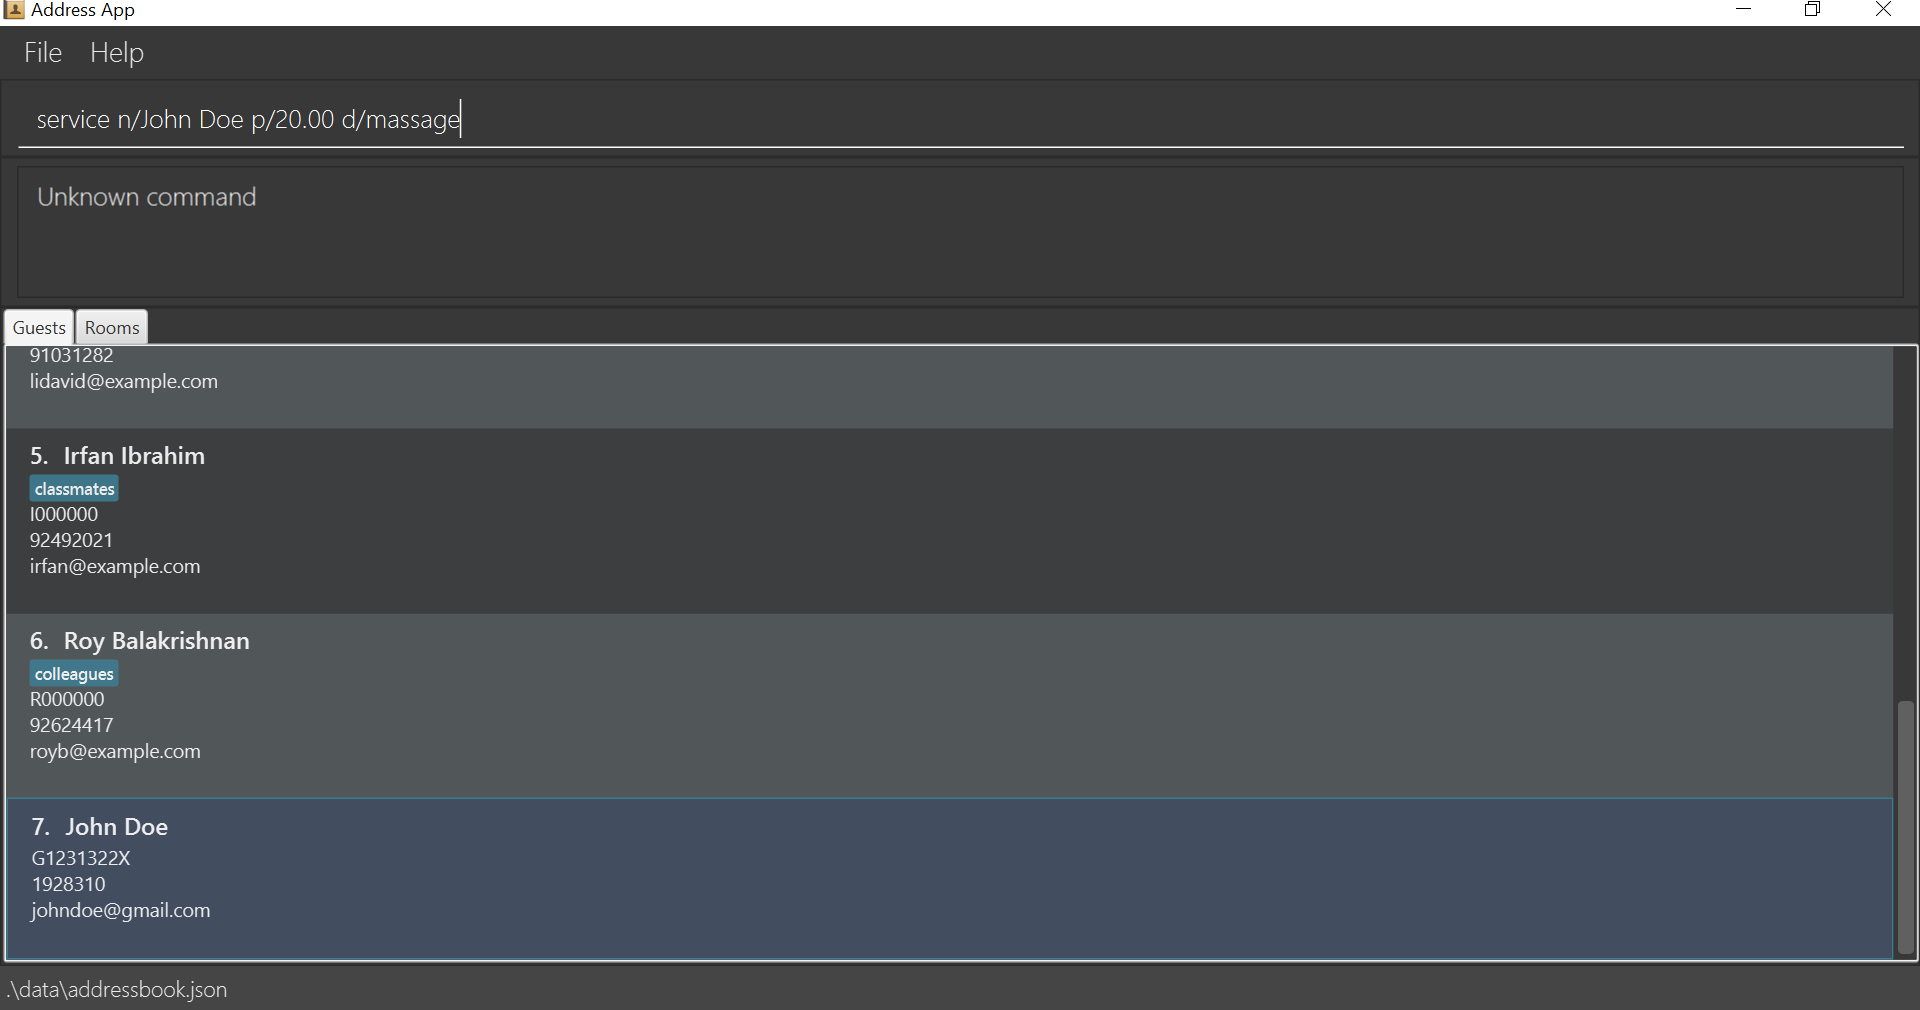 Address App
File Help
service n/John Doe p/20.00 d/massage
Unknown command
Guests Rooms
91031282
lidavid@example.com
5. Irfan Ibrahim
classmates
I000000
92492021
irfan@example.com
6. Roy Balakrishnan
colleagues
R000000
92624417
royb@example.com
7. John Doe
G1231322X
1928310
johndoe@gmail.com
.\data\addressbook.json